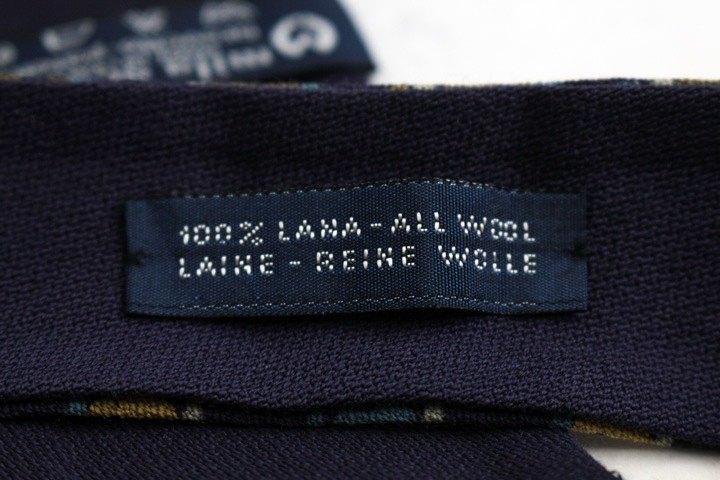 100% LANA - ALL WOOL
LAINE - REINE WOLLE